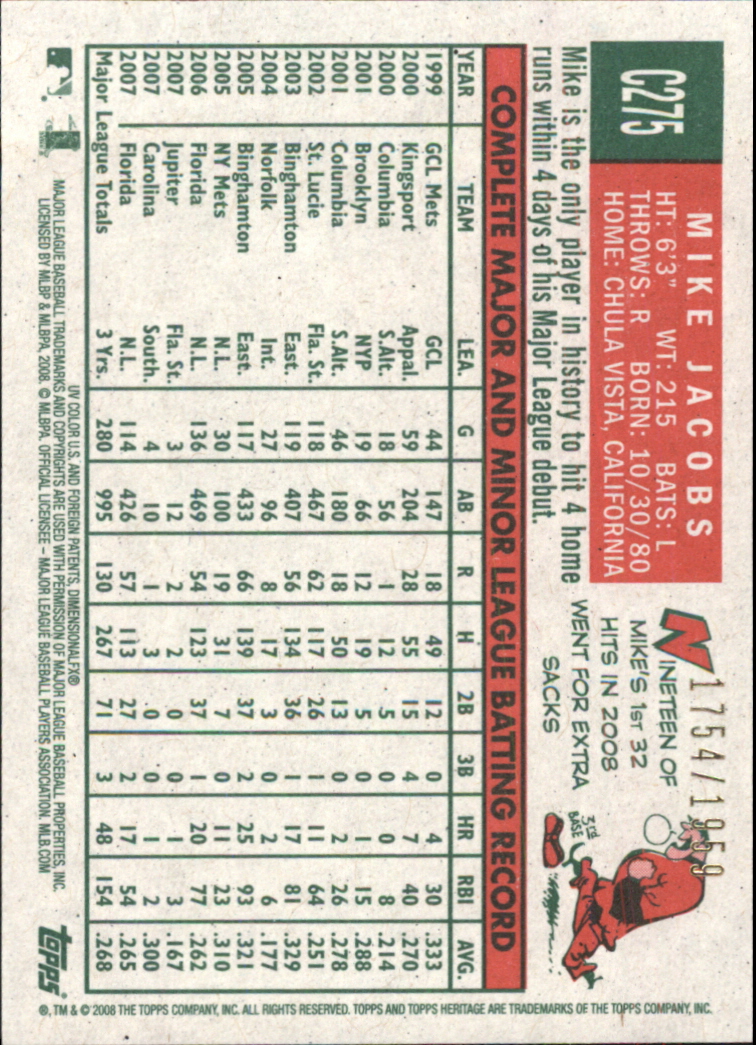 C275
MIKE JACOBS
HT: 6'3" WT: 215 BATS: L
THROWS: R BORN: 10/30/80
HOME: CHULA VISTA, CALIFORNIA
1754/1959
NINETEEN OF
MIKE'S 1ST 32
HITS IN 2008
WENT FOR EXTRA
SACKS
3RD
BASE
Mike is the only player in history to hit 4 home
runs within 4 days of his Major League debut.
COMPLETE MAJOR AND MINOR LEAGUE BATTING RECORD
YEAR TEAM LEA. G AB R H 2B 3B HR RBI AVG.
1999 GCL Mets GCL 44 147 18 49 12 0 4 30 .333
2000 Kingsport Appal. 59 204 28 55 15 4 7 40 .270
2000 Columbia S.Alt. 18 56 1 12 5 0 0 8 .214
2001 Brooklyn NYP 19 66 12 19 5 0 1 15 .288
2001 Columbia S.Alt. 46 180 18 50 13 0 2 26 .278
2002 St. Lucie Fla. St. 118 467 62 117 26 1 11 64 .251
2003 Binghamton East. 119 407 56 134 36 1 17 81 .329
2004 Norfolk Int. 27 96 8 17 3 0 2 6 .177
2005 Binghamton East. 117 433 66 139 37 2 25 93 .321
2005 NY Mets N.L. 30 100 19 31 7 0 11 23 .310
2006 Florida N.L. 136 469 54 123 37 1 20 77 .262
2007 Jupiter Fla. St. 3 12 2 2 0 0 1 3 .167
2007 Carolina South. 4 10 1 3 0 0 1 2 .300
2007 Florida N.L. 114 426 57 113 27 2 17 54 .265
Major League Totals 3 Yrs. 280 995 130 267 71 3 48 154 .268
UV COLOR U.S. AND FOREIGN PATENTS, DIMENSIONALFX®
MAJOR LEAGUE BASEBALL TRADEMARKS AND COPYRIGHTS ARE USED WITH PERMISSION OF MAJOR LEAGUE BASEBALL PROPERTIES, INC.
LICENSED BY MLBP & MLBPA, 2008. © MLBPA. OFFICIAL LICENSEE – MAJOR LEAGUE BASEBALL PLAYERS ASSOCIATION. MLB.COM
topps®
®, TM & © 2008 THE TOPPS COMPANY, INC. ALL RIGHTS RESERVED. TOPPS AND TOPPS HERITAGE ARE TRADEMARKS OF THE TOPPS COMPANY, INC.